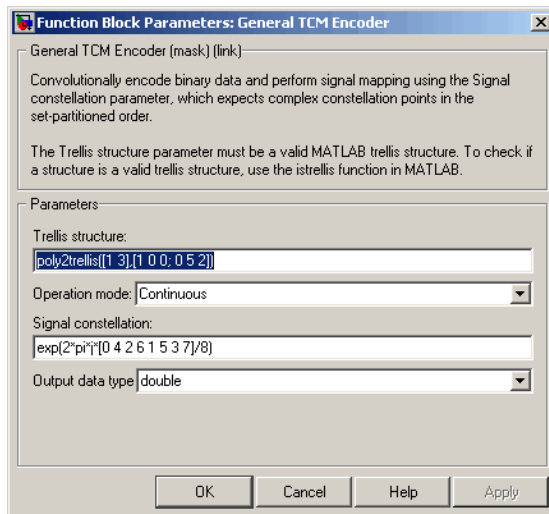 Function Block Parameters: General TCM Encoder
General TCM Encoder (mask) (link)
Convolutionally encode binary data and perform signal mapping using the Signal
constellation parameter, which expects complex constellation points in the
set-partitioned order.
The Trellis structure parameter must be a valid MATLAB trellis structure. To check if
a structure is a valid trellis structure, use the istrellis function in MATLAB.
Parameters
Trellis structure:
poly2trellis([1 3],[1 0 0; 0 5 2])
Operation mode: Continuous
Signal constellation:
exp(2*pi*j*[0 4 2 6 1 5 3 7]/8)
Output data type double
OK Cancel Help Apply